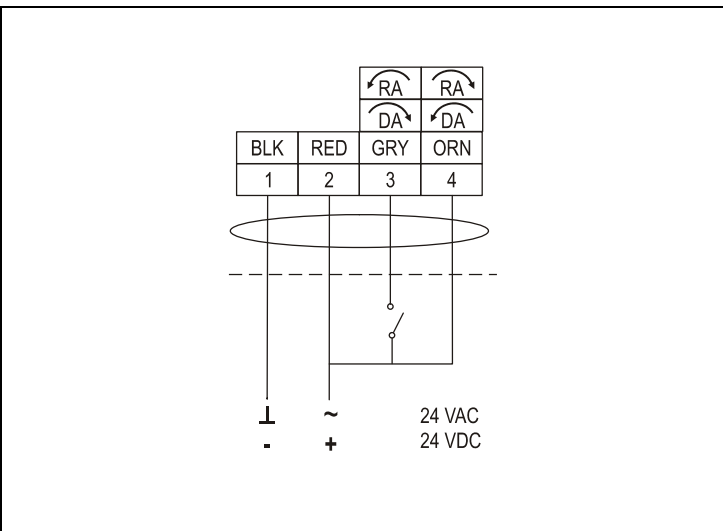 RA RA
DA DA
BLK RED GRY ORN
1 2 3 4
⊥ ~ 24 VAC
- + 24 VDC